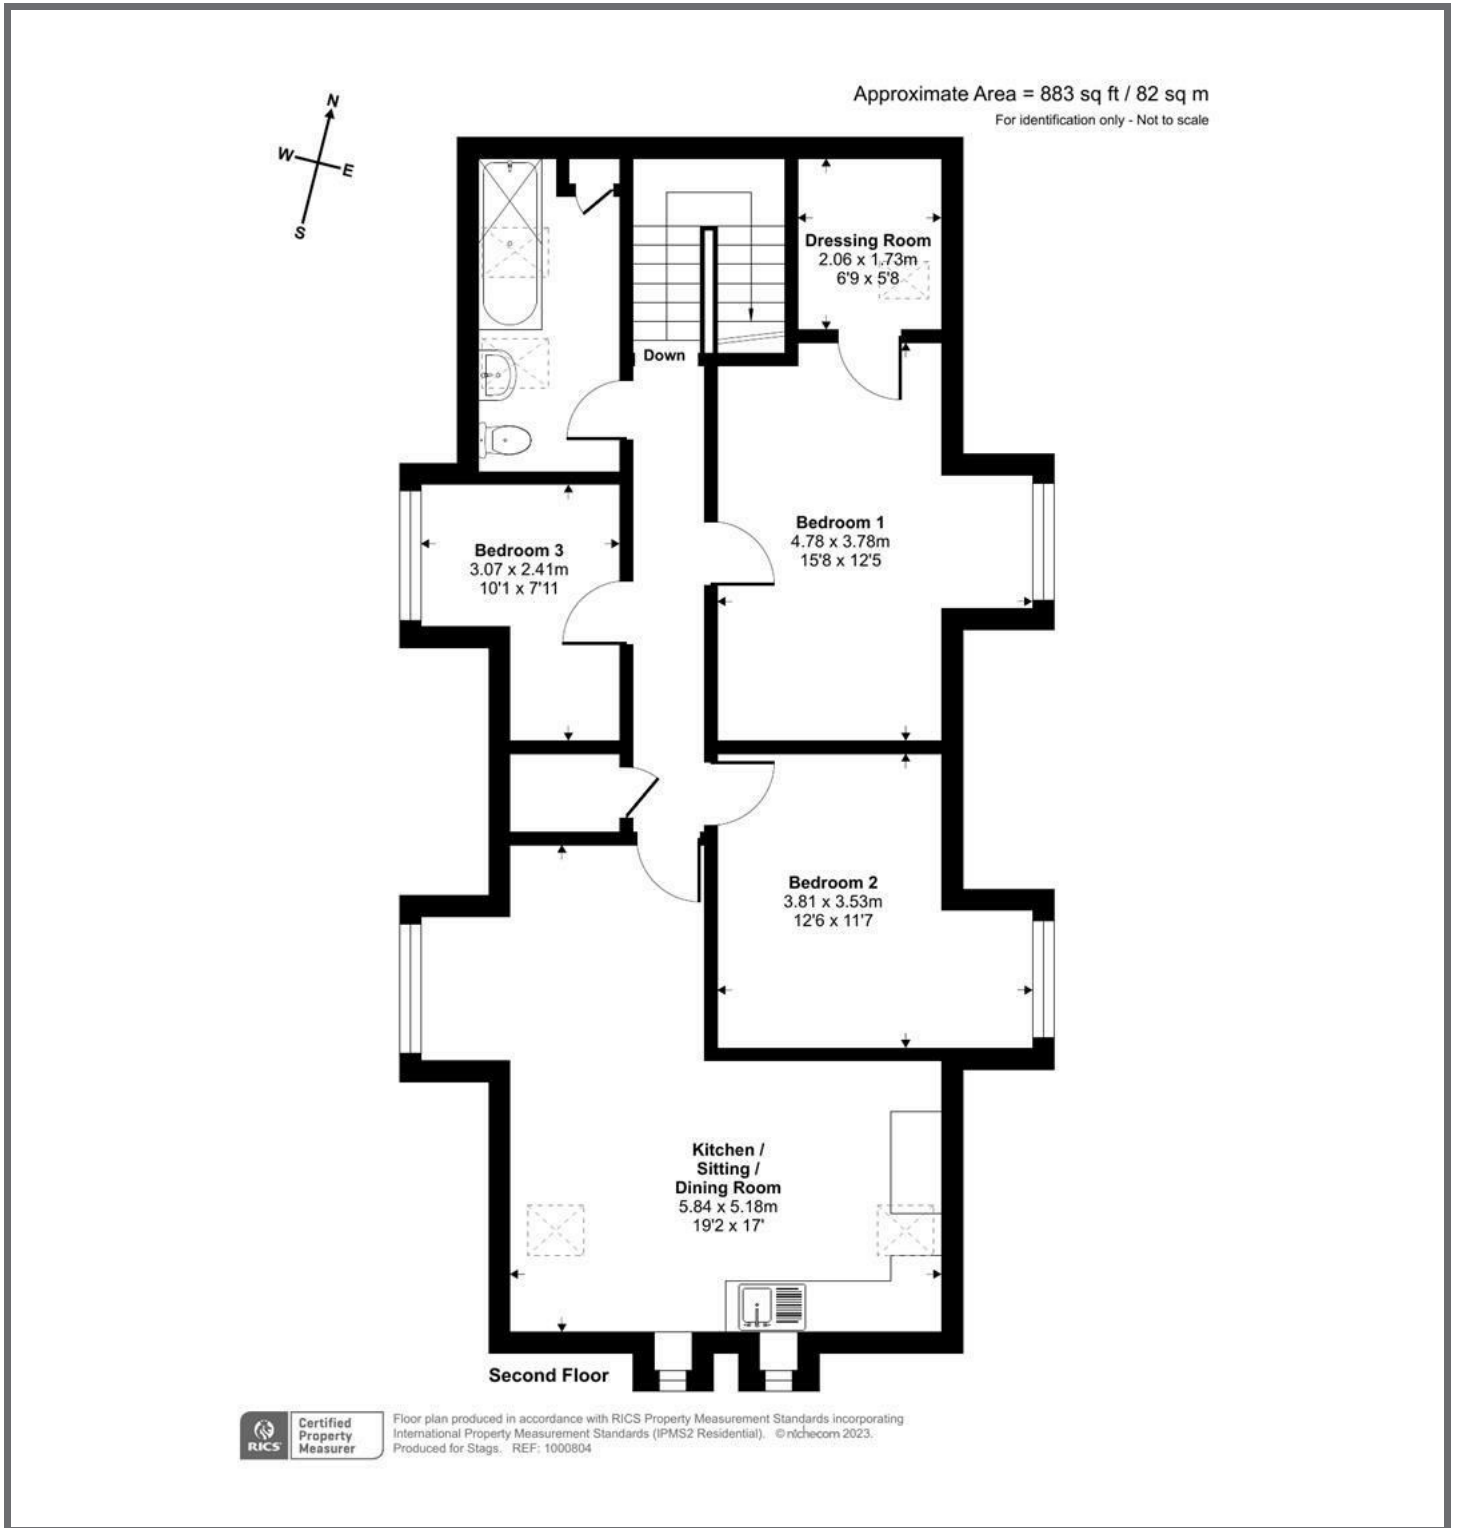 Approximate Area = 883 sq ft / 82 sq m
For identification only - Not to scale
N
W
E
S
Dressing Room
2.06 x 1.73m
6'9 x 5'8
Down
Bedroom 1
4.78 x 3.78m
15'8 x 12'5
Bedroom 3
3.07 x 2.41m
10'1 x 7'11
Bedroom 2
3.81 x 3.53m
12'6 x 11'7
Kitchen /
Sitting /
Dining Room
5.84 x 5.18m
19'2 x 17'
Second Floor
RICS
Certified
Property
Measurer
Floor plan produced in accordance with RICS Property Measurement Standards incorporating
International Property Measurement Standards (IPMS2 Residential). © nichecom 2023.
Produced for Stags. REF: 1000804